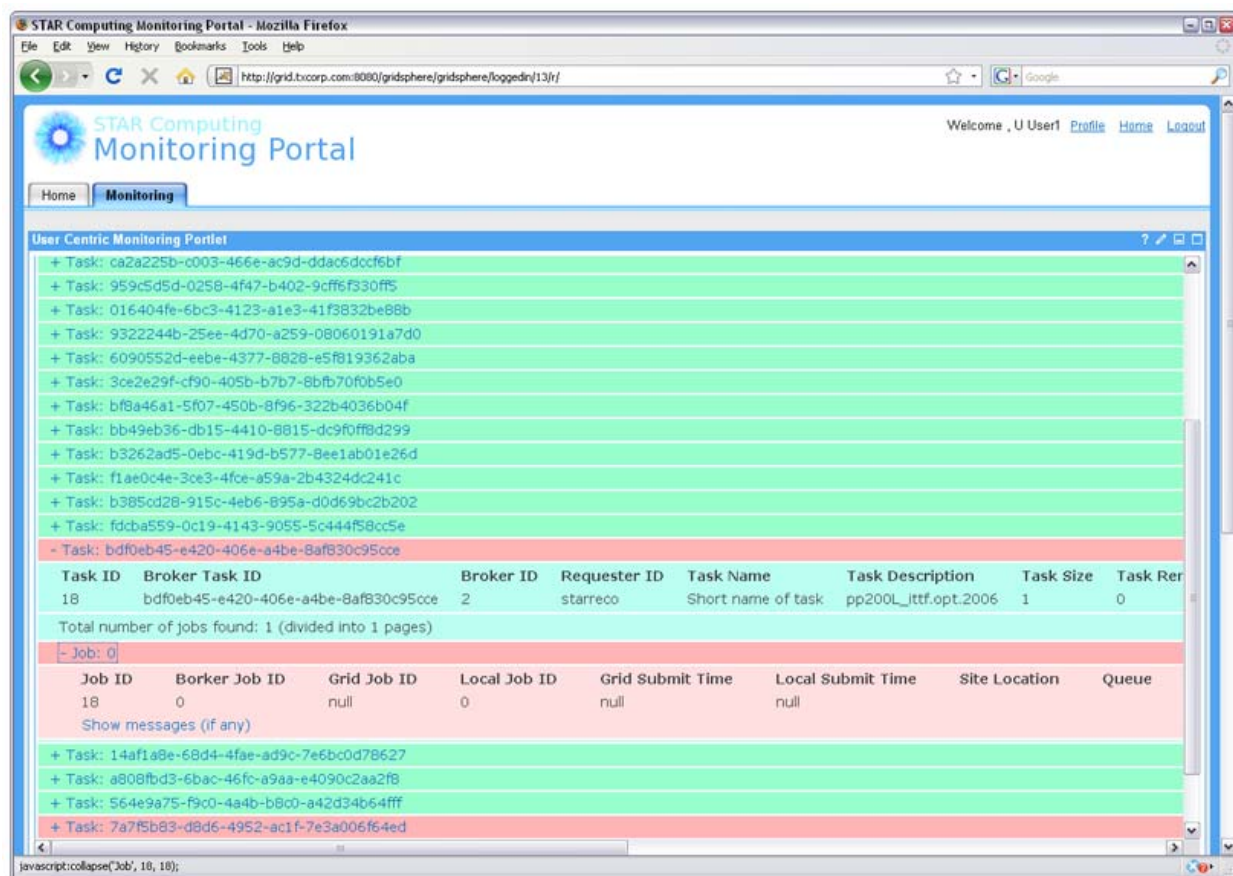 STAR Computing Monitoring Portal - Mozilla Firefox
File Edit View History Bookmarks Tools Help
http://grid.txcorp.com:8080/gridsphere/gridsphere/loggedin/13/r/ Google
STAR Computing
Monitoring Portal
Welcome , U User1 Profile Home Logout
Home Monitoring
User Centric Monitoring Portlet ?
+ Task: ca2a225b-c003-466e-ac9d-ddac6dccf6bf
+ Task: 959c5d5d-0258-4f47-b402-9cff6f330ff5
+ Task: 016404fe-6bc3-4123-a1e3-41f3832be88b
+ Task: 9322244b-25ee-4d70-a259-08060191a7d0
+ Task: 6090552d-eebe-4377-8828-e5f819362aba
+ Task: 3ce2e29f-cf90-405b-b7b7-8bfb70f0b5e0
+ Task: bf8a46a1-5f07-450b-8f96-322b4036b04f
+ Task: bb49eb36-db15-4410-8815-dc9f0ff8d299
+ Task: b3262ad5-0ebc-419d-b577-8ee1ab01e26d
+ Task: f1ae0c4e-3ce3-4fce-a59a-2b4324dc241c
+ Task: b385cd28-915c-4eb6-895a-d0d69bc2b202
+ Task: fdcba559-0c19-4143-9055-5c444f58cc5e
- Task: bdf0eb45-e420-406e-a4be-8af830c95cce
Task ID Broker Task ID Broker ID Requester ID Task Name Task Description Task Size Task Rer
18 bdf0eb45-e420-406e-a4be-8af830c95cce 2 starreco Short name of task pp200L_ittf.opt.2006 1 0
Total number of jobs found: 1 (divided into 1 pages)
- Job: 0
Job ID Borker Job ID Grid Job ID Local Job ID Grid Submit Time Local Submit Time Site Location Queue
18 0 null 0 null null
Show messages (if any)
+ Task: 14af1a8e-68d4-4fae-ad9c-7e6bc0d78627
+ Task: a808fbd3-6bac-46fc-a9aa-e4090c2aa2f8
+ Task: 564e9a75-f9c0-4a4b-b8c0-a42d34b64fff
+ Task: 7a7f5b83-d8d6-4952-ac1f-7e3a006f64ed
javascript:collapse('Job', 18, 18);